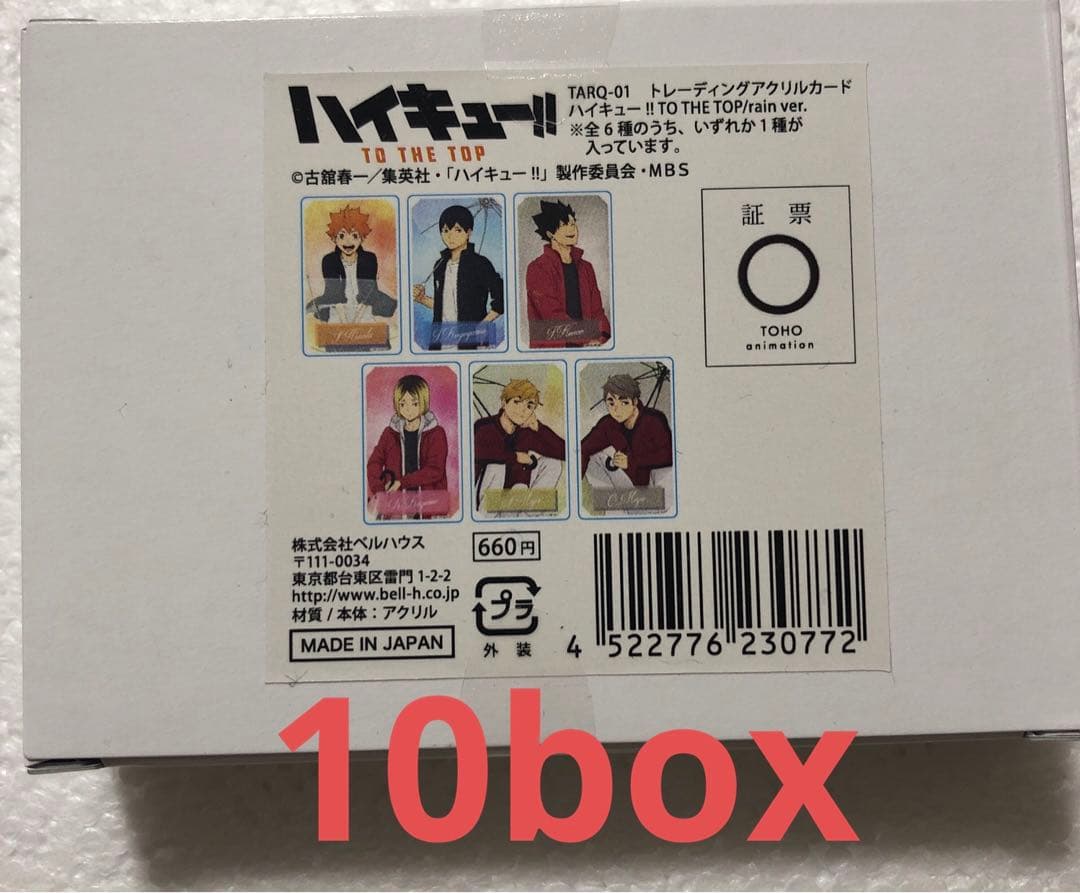 ハイキュー!!
TO THE TOP
TARQ-01 トレーディングアクリルカード
ハイキュー!! TO THE TOP/rain ver.
※全6種のうち、いずれか1種が
入っています。
©古舘春一/集英社・「ハイキュー!!」製作委員会・MBS
証 票
TOHO
animation
株式会社ベルハウス
〒111-0034
東京都台東区雷門1-2-2
http://www.bell-h.co.jp
材質/本体:アクリル
MADE IN JAPAN
660円
プラ
外 装
4 522776 230772
10box